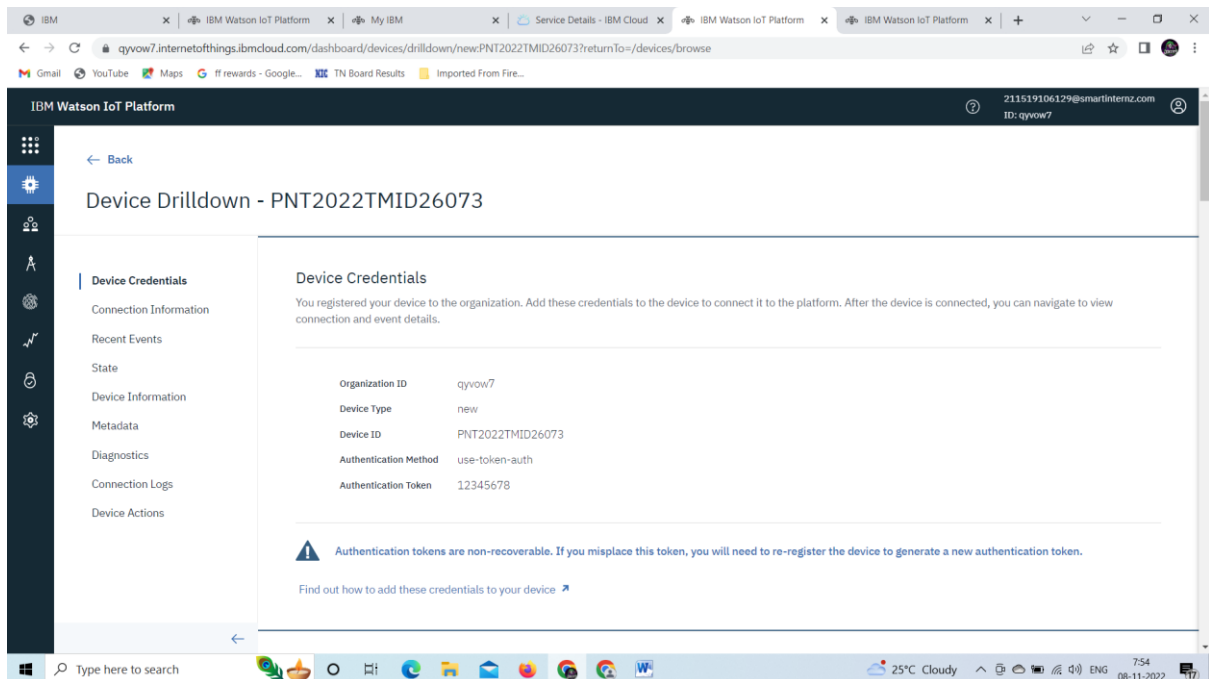 IBM
IBM Watson IoT Platform
My IBM
Service Details - IBM Cloud
IBM Watson IoT Platform
IBM Watson IoT Platform
qyvow7.internetofthings.ibmcloud.com/dashboard/devices/drilldown/new:PNT2022TMID26073?returnTo=/devices/browse
Gmail
YouTube
Maps
ff rewards - Google...
TN Board Results
Imported From Fire...
IBM Watson IoT Platform
211519106129@smartinternz.com
ID: qyvow7
← Back
Device Drilldown - PNT2022TMID26073
Device Credentials
Connection Information
Recent Events
State
Device Information
Metadata
Diagnostics
Connection Logs
Device Actions
Device Credentials
You registered your device to the organization. Add these credentials to the device to connect it to the platform. After the device is connected, you can navigate to view
connection and event details.
Organization ID qyvow7
Device Type new
Device ID PNT2022TMID26073
Authentication Method use-token-auth
Authentication Token 12345678
Authentication tokens are non-recoverable. If you misplace this token, you will need to re-register the device to generate a new authentication token.
Find out how to add these credentials to your device
Type here to search
25°C Cloudy
ENG
7:54
08-11-2022